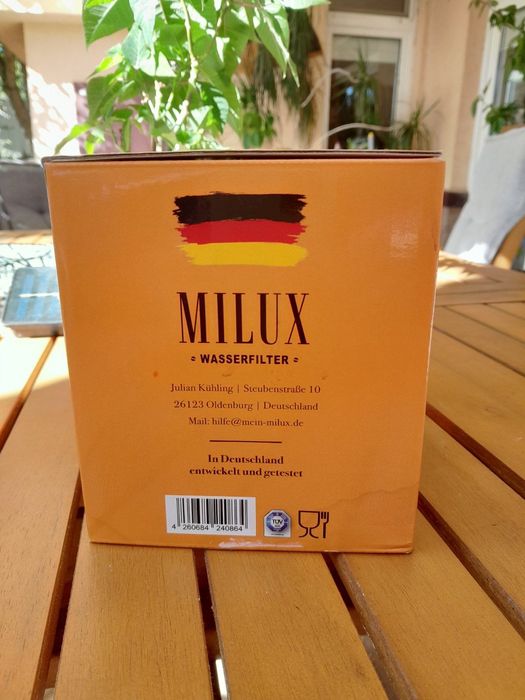 MILUX
WASSERFILTER
Julian Kühling | Steubenstraße 10
26123 Oldenburg | Deutschland
Mail: hilfe@mein-milux.de
In Deutschland
entwickelt und getestet
4 260684 240864
TÜV